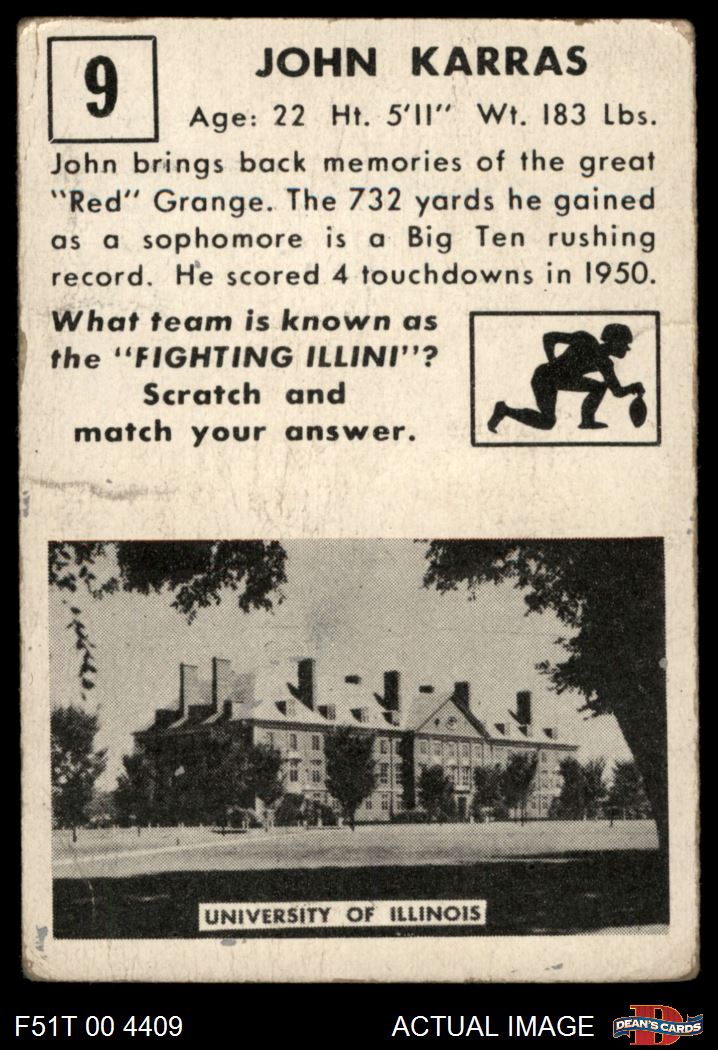 9
JOHN KARRAS
Age: 22 Ht. 5'11" Wt. 183 Lbs.
John brings back memories of the great
"Red" Grange. The 732 yards he gained
as a sophomore is a Big Ten rushing
record. He scored 4 touchdowns in 1950.
What team is known as
the "FIGHTING ILLINI"?
Scratch and
match your answer.
UNIVERSITY OF ILLINOIS
F51T 00 4409
ACTUAL IMAGE
D
DEAN'S CARDS